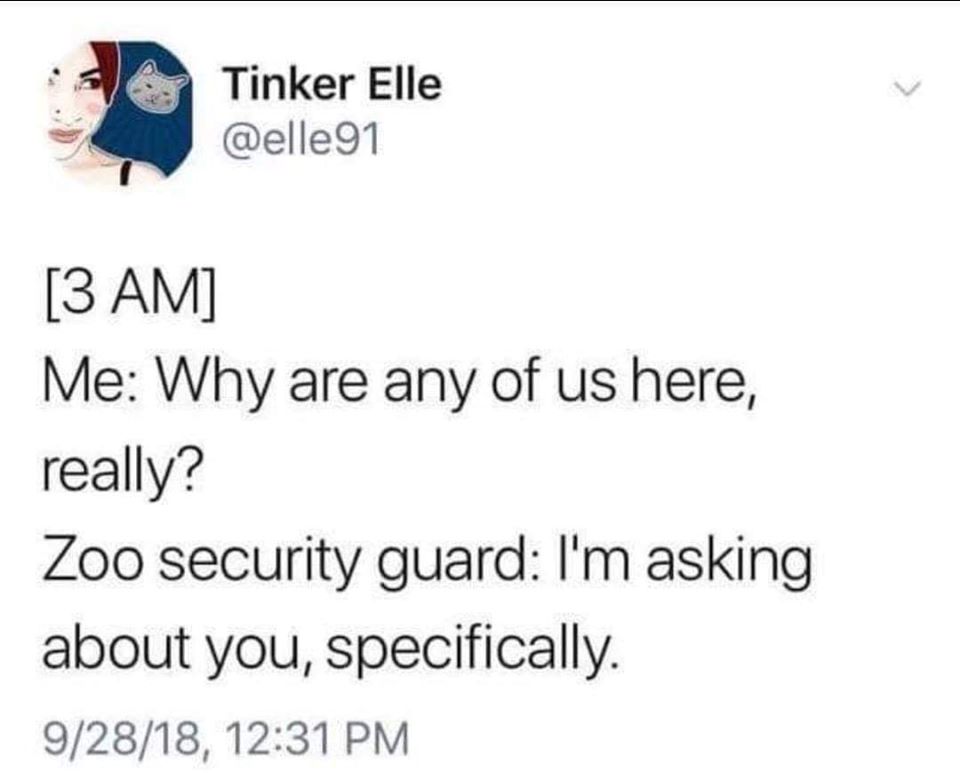 Tinker Elle
@elle91
[3 AM]
Me: Why are any of us here,
really?
Zoo security guard: I'm asking
about you, specifically.
9/28/18, 12:31 PM